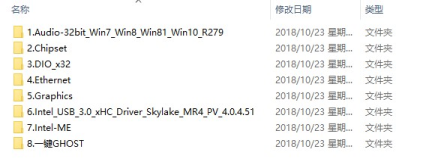 修改日期 类型
1.Audio-32bit_Win7_Win8_Win81_Win10_R279 2018/10/23 星期... 文件夹
2.Chipset 2018/10/23 星期... 文件夹
3.DIO_x32 2018/10/23 星期... 文件夹
4.Ethernet 2018/10/23 星期... 文件夹
5.Graphics 2018/10/23 星期... 文件夹
6.Intel_USB_3.0_xHC_Driver_Skylake_MR4_PV_4.0.4.51 2018/10/23 星期... 文件夹
7.Intel-ME 2018/10/23 星期... 文件夹
8.一键GHOST 2018/10/23 星期... 文件夹